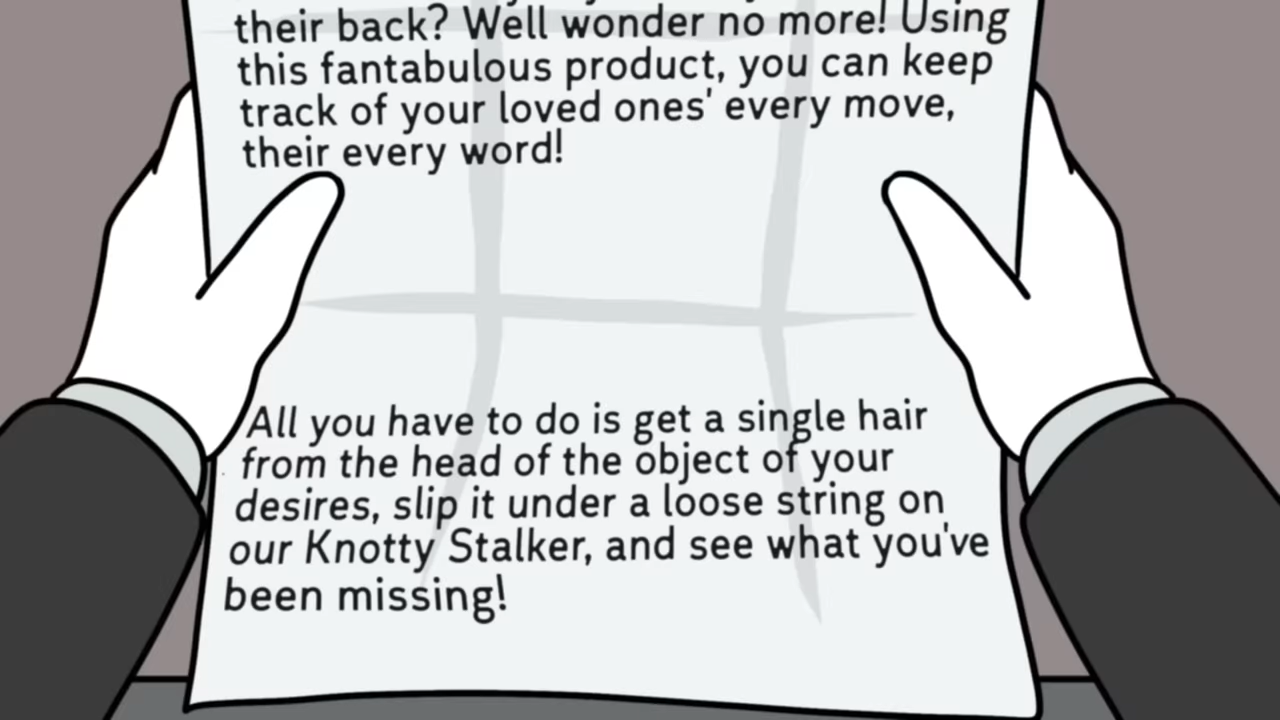 their back? Well wonder no more! Using
this fantabulous product, you can keep
track of your loved ones' every move,
their every word!
All you have to do is get a single hair
from the head of the object of your
desires, slip it under a loose string on
our Knotty Stalker, and see what you've
been missing!